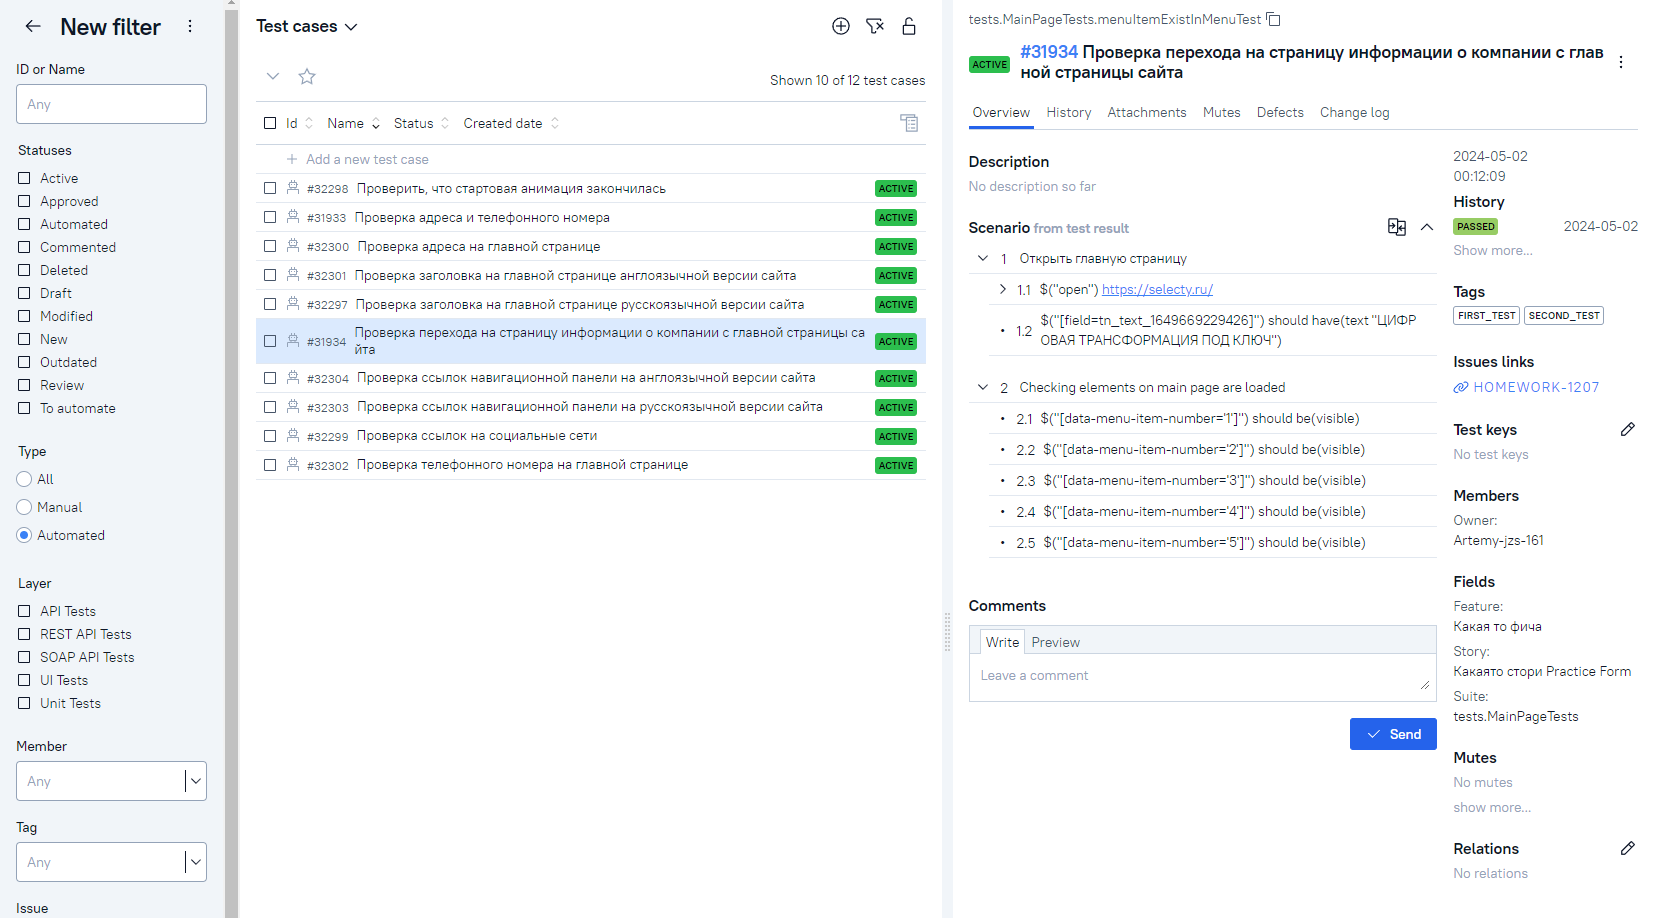 New filter
ID or Name
Any
Statuses
Active
Approved
Automated
Commented
Deleted
Draft
Modified
New
Outdated
Review
To automate
Type
All
Manual
Automated
Layer
API Tests
REST API Tests
SOAP API Tests
UI Tests
Unit Tests
Member
Any
Tag
Any
Issue
Test cases
Shown 10 of 12 test cases
Id Name Status Created date
Add a new test case
#32298 Проверить, что стартовая анимация закончилась ACTIVE
#31933 Проверка адреса и телефонного номера ACTIVE
#32300 Проверка адреса на главной странице ACTIVE
#32301 Проверка заголовка на главной странице англоязычной версии сайта ACTIVE
#32297 Проверка заголовка на главной странице русскоязычной версии сайта ACTIVE
#31934 Проверка перехода на страницу информации о компании с главной страницы са
йта ACTIVE
#32304 Проверка ссылок навигационной панели на англоязычной версии сайта ACTIVE
#32303 Проверка ссылок навигационной панели на русскоязычной версии сайта ACTIVE
#32299 Проверка ссылок на социальные сети ACTIVE
#32302 Проверка телефонного номера на главной странице ACTIVE
tests.MainPageTests.menuItemExistInMenuTest
ACTIVE #31934 Проверка перехода на страницу информации о компании с глав
ной страницы сайта
Overview History Attachments Mutes Defects Change log
Description
No description so far
Scenario from test result
1 Открыть главную страницу
1.1 $("open") https://selecty.ru/
1.2 $("[field=tn_text_1649669229426]") should have(text "ЦИФР
ОВАЯ ТРАНСФОРМАЦИЯ ПОД КЛЮЧ")
2 Checking elements on main page are loaded
2.1 $("[data-menu-item-number='1']") should be(visible)
2.2 $("[data-menu-item-number='2']") should be(visible)
2.3 $("[data-menu-item-number='3']") should be(visible)
2.4 $("[data-menu-item-number='4']") should be(visible)
2.5 $("[data-menu-item-number='5']") should be(visible)
Comments
Write Preview
Leave a comment
Send
2024-05-02
00:12:09
History
PASSED 2024-05-02
Show more...
Tags
FIRST_TEST SECOND_TEST
Issues links
HOMEWORK-1207
Test keys
No test keys
Members
Owner:
Artemy-jzs-161
Fields
Feature:
Какая то фича
Story:
Какаято стори Practice Form
Suite:
tests.MainPageTests
Mutes
No mutes
show more...
Relations
No relations